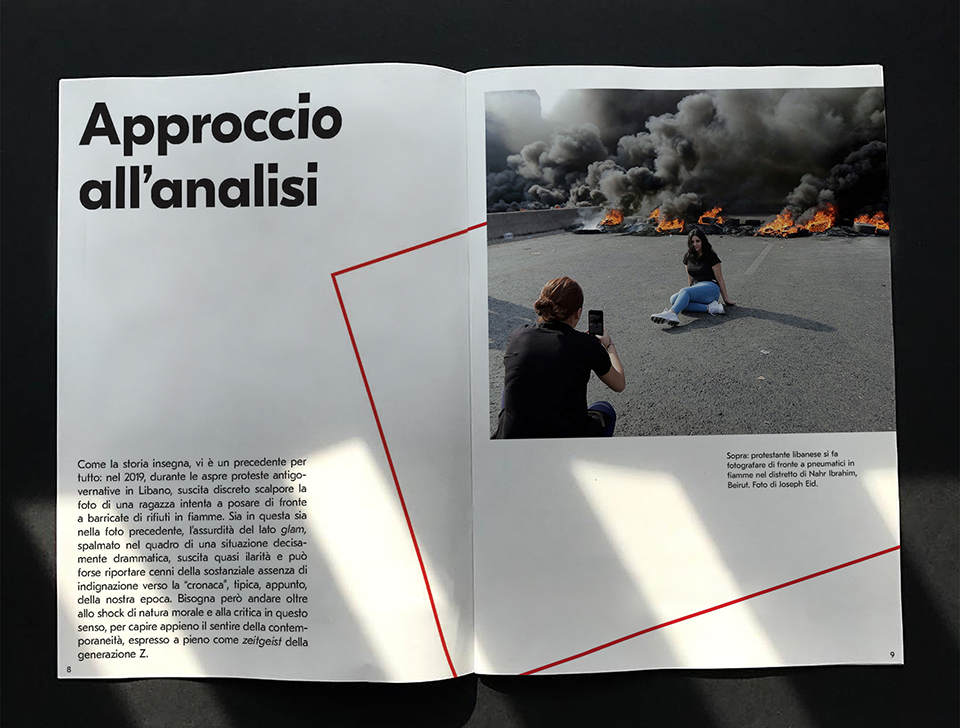 Approccio
all'analisi
Come la storia insegna, vi è un precedente per
tutto: nel 2019, durante le aspre proteste antigo-
vernative in Libano, suscita discreto scalpore la
foto di una ragazza intenta a posare di fronte
a barricate di rifiuti in fiamme. Sia in questa sia
nella foto precedente, l'assurdità del lato glam,
spalmato nel quadro di una situazione decisa-
mente drammatica, suscita quasi ilarità e può
forse riportare cenni della sostanziale assenza di
indignazione verso la "cronaca", tipica, appunto,
della nostra epoca. Bisogna però andare oltre
allo shock di natura morale e alla critica in questo
senso, per capire appieno il sentire della contem-
poraneità, espresso a pieno come zeitgeist della
generazione Z.
8
Sopra: protestante libanese si fa
fotografare di fronte a pneumatici in
fiamme nel distretto di Nahr Ibrahim,
Beirut. Foto di Joseph Eid.
9